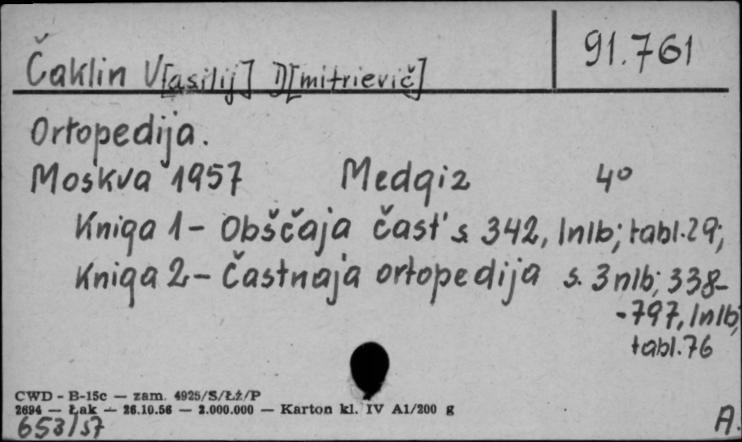 91.761
Čaklin V[asilij] D[mitrievič]
Ortopedija.
Moskva 1957 Medgiz 4°
Kniga 1 - Obščaja čast' s. 342, 1nlb; tabl. 29;
Kniga 2 - Častnaja ortopedija s. 3nlb; 338-
-797, 1nlb;
tabl. 76
CWD - B-15c — zam. 4925/S/ŁŻ/P
2694 — Łak — 26.10.56 — 2.000.000 — Karton kl. IV A1/200 g
653/57 A.